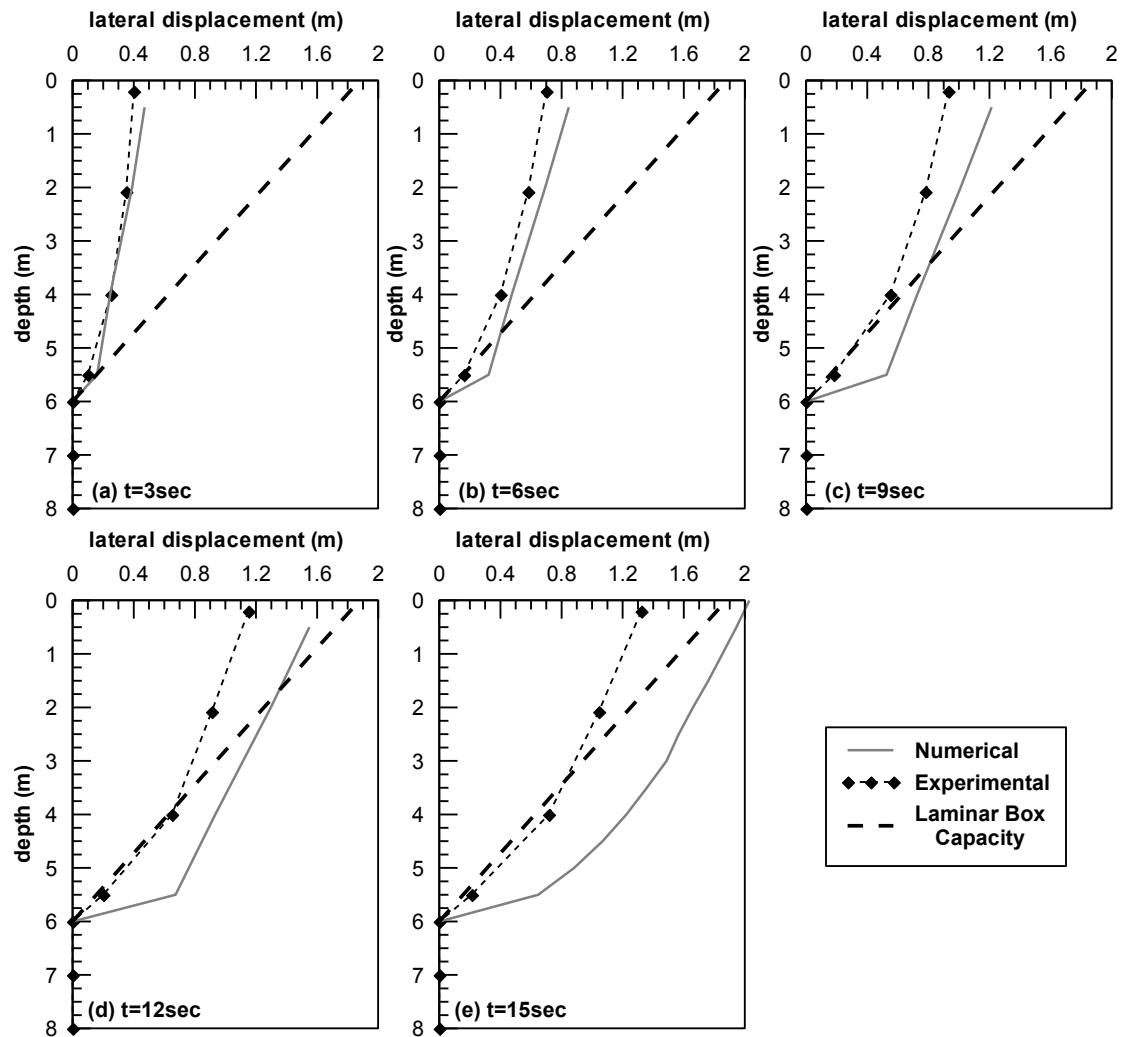 lateral displacement (m)
0 0.4 0.8 1.2 1.6 2
0
1
2
3
4
5
6
7
8
depth (m)
(a) t=3sec
lateral displacement (m)
0 0.4 0.8 1.2 1.6 2
0
1
2
3
4
5
6
7
8
depth (m)
(b) t=6sec
lateral displacement (m)
0 0.4 0.8 1.2 1.6 2
0
1
2
3
4
5
6
7
8
depth (m)
(c) t=9sec
lateral displacement (m)
0 0.4 0.8 1.2 1.6 2
0
1
2
3
4
5
6
7
8
depth (m)
(d) t=12sec
lateral displacement (m)
0 0.4 0.8 1.2 1.6 2
0
1
2
3
4
5
6
7
8
(e) t=15sec
Numerical
Experimental
Laminar Box
Capacity